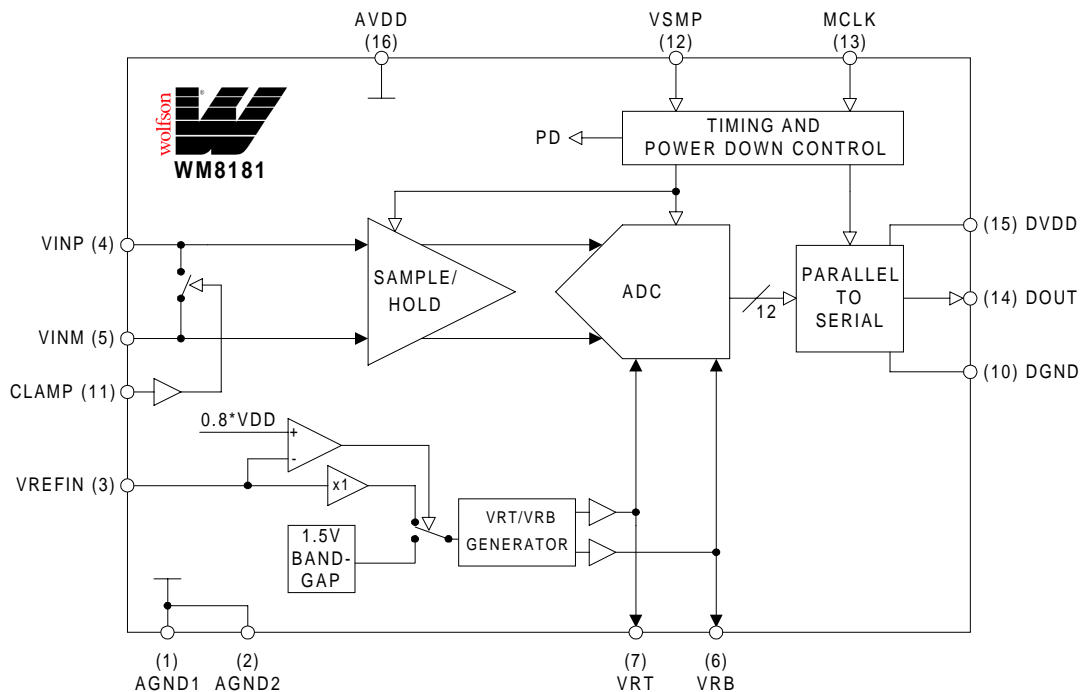 AVDD
(16)
VSMP
(12)
MCLK
(13)
wolfson
®
WM8181
PD
TIMING AND
POWER DOWN CONTROL
VINP (4)
VINM (5)
CLAMP (11)
SAMPLE/
HOLD
ADC
12
PARALLEL
TO
SERIAL
(15) DVDD
(14) DOUT
(10) DGND
0.8*VDD
+
-
VREFIN (3)
x1
1.5V
BAND-
GAP
VRT/VRB
GENERATOR
(1)
AGND1
(2)
AGND2
(7)
VRT
(6)
VRB